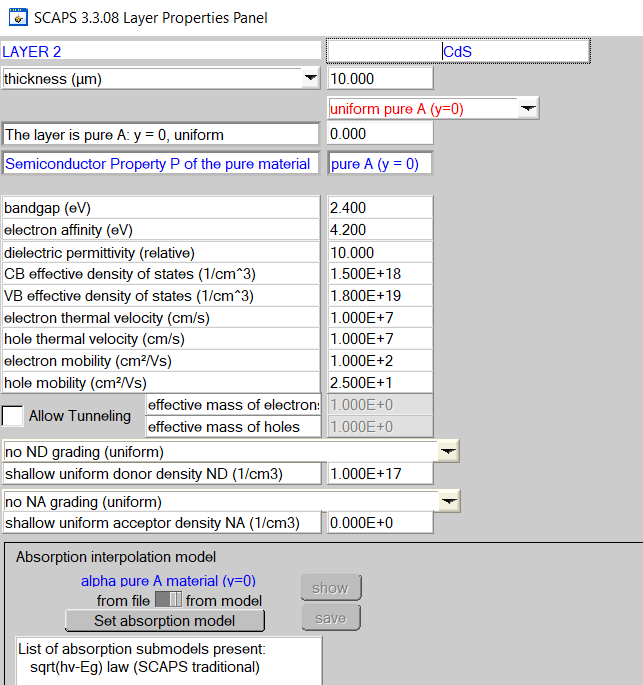 SCAPS 3.3.08 Layer Properties Panel
LAYER 2 CdS
thickness (µm) 10.000
uniform pure A (y=0)
The layer is pure A: y = 0, uniform 0.000
Semiconductor Property P of the pure material pure A (y = 0)
bandgap (eV) 2.400
electron affinity (eV) 4.200
dielectric permittivity (relative) 10.000
CB effective density of states (1/cm^3) 1.500E+18
VB effective density of states (1/cm^3) 1.800E+19
electron thermal velocity (cm/s) 1.000E+7
hole thermal velocity (cm/s) 1.000E+7
electron mobility (cm²/Vs) 1.000E+2
hole mobility (cm²/Vs) 2.500E+1
Allow Tunneling
effective mass of electrons 1.000E+0
effective mass of holes 1.000E+0
no ND grading (uniform)
shallow uniform donor density ND (1/cm3) 1.000E+17
no NA grading (uniform)
shallow uniform acceptor density NA (1/cm3) 0.000E+0
Absorption interpolation model
alpha pure A material (y=0) show
from file from model
Set absorption model save
List of absorption submodels present:
sqrt(hv-Eg) law (SCAPS traditional)